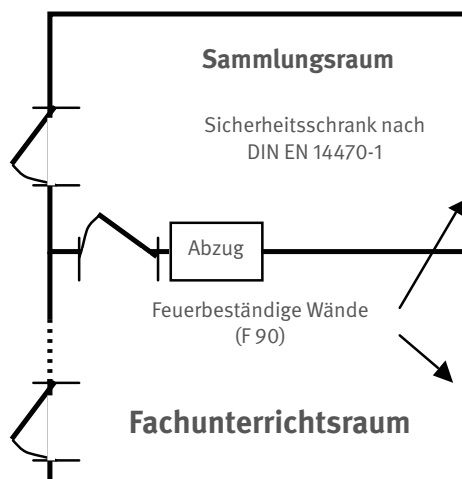 Sammlungsraum
Sicherheitsschrank nach
DIN EN 14470-1
Abzug
Feuerbeständige Wände
(F 90)
Fachunterrichtsraum